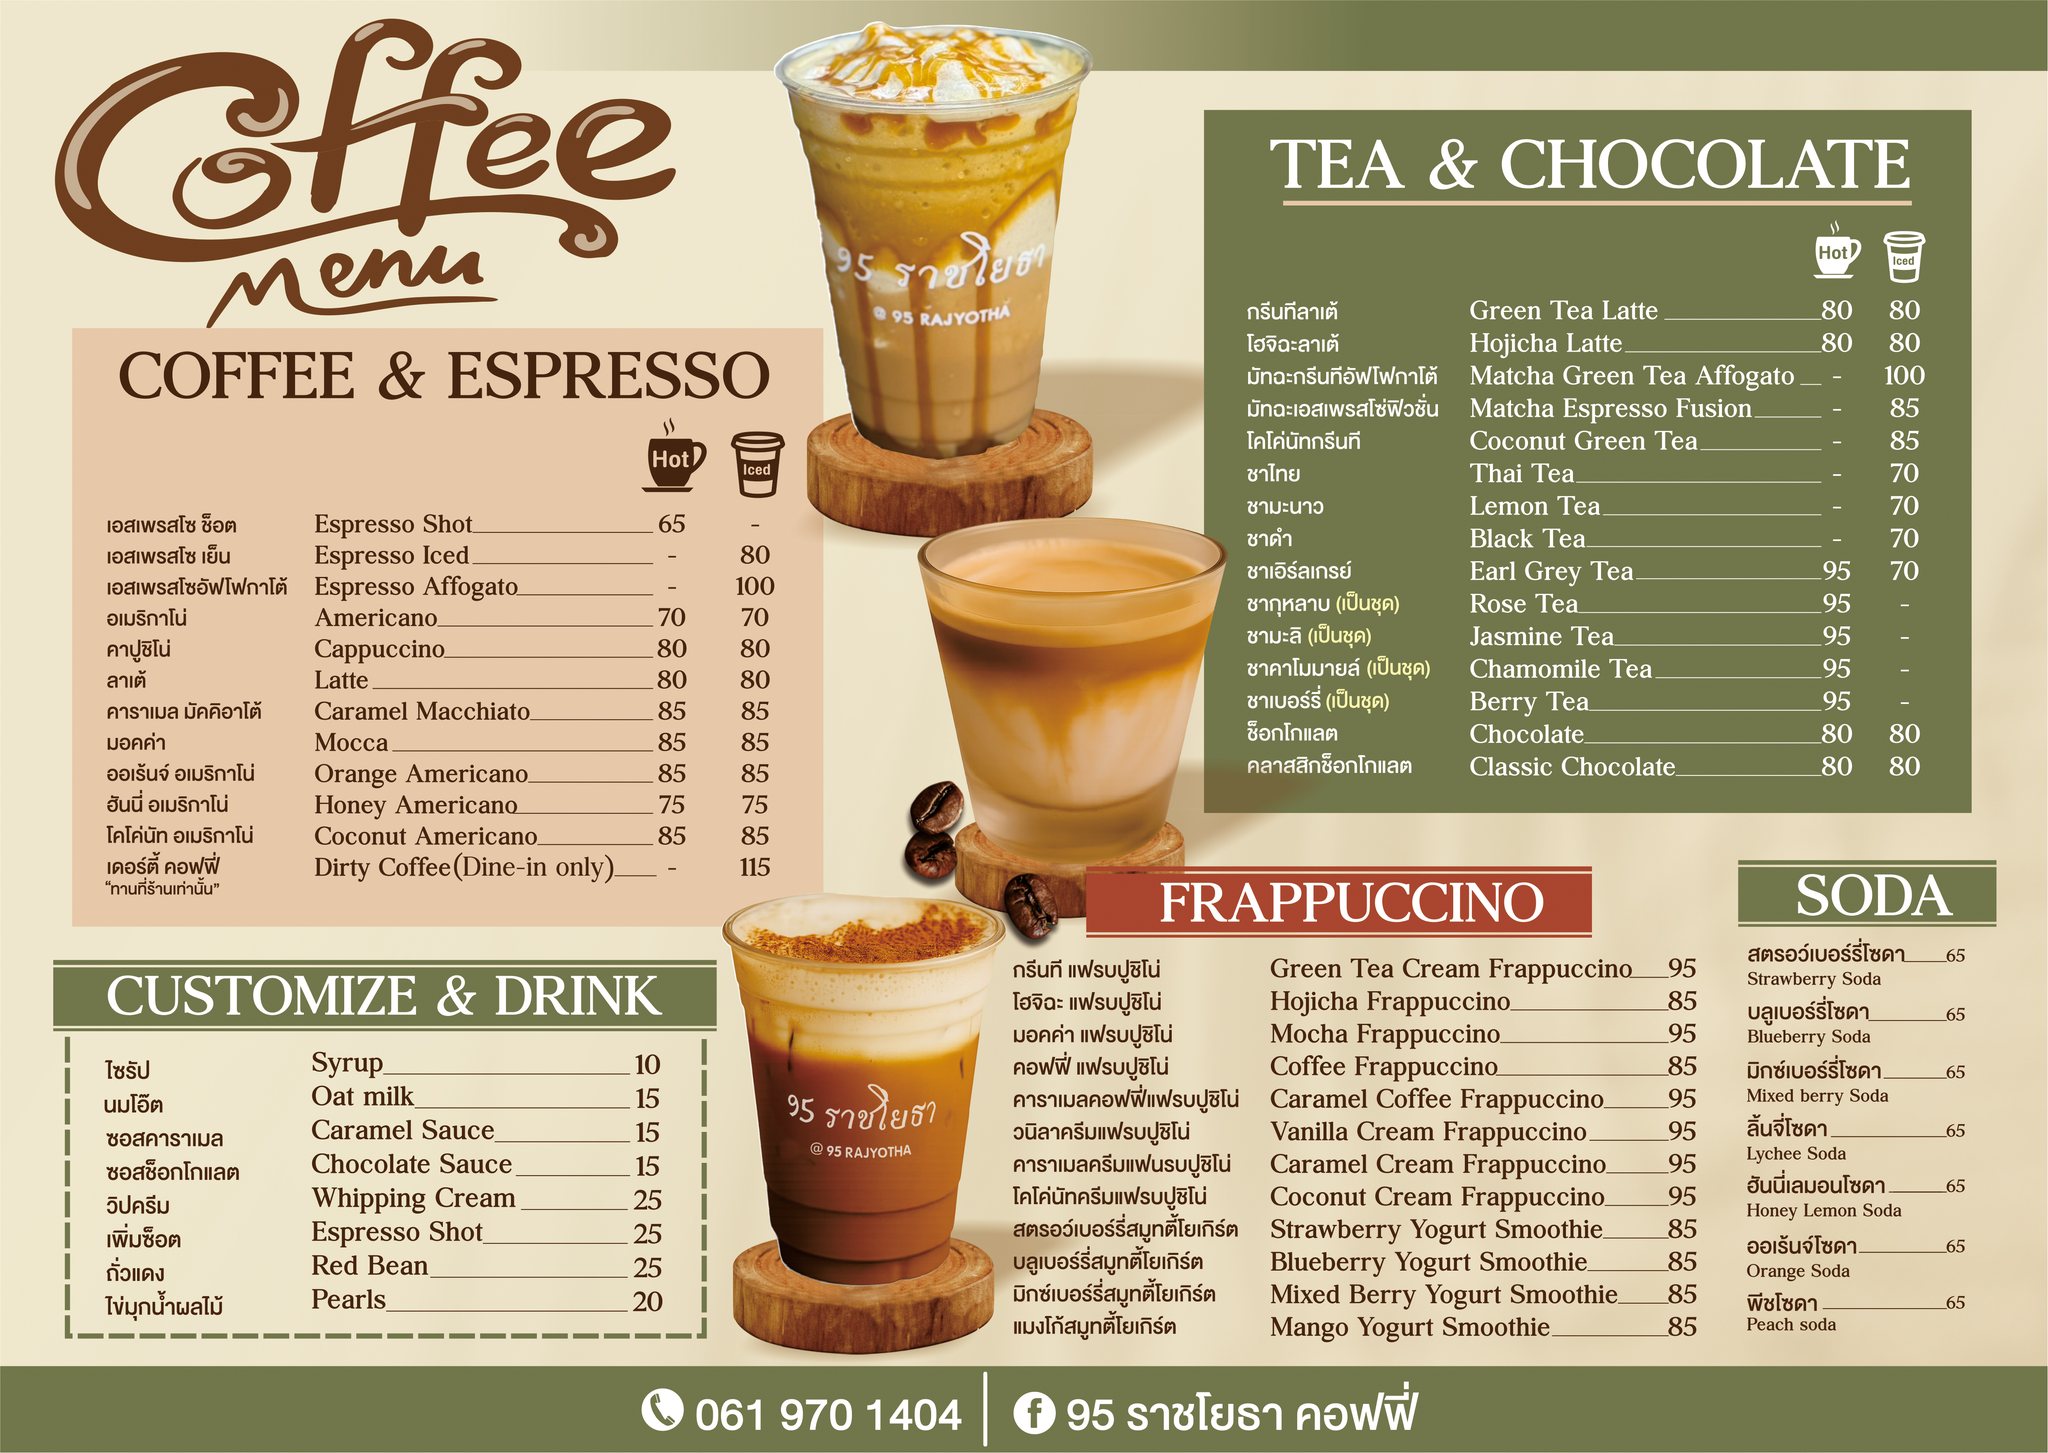 Coffee
Menu
COFFEE & ESPRESSO
Hot Iced
เอสเพรสโซ ช็อต Espresso Shot 65 -
เอสเพรสโซ เย็น Espresso Iced - 80
เอสเพรสโซอัฟโฟกาโต้ Espresso Affogato - 100
อเมริกาโน่ Americano 70 70
คาปูชิโน่ Cappuccino 80 80
ลาเต้ Latte 80 80
คาราเมล มัคคิอาโต้ Caramel Macchiato 85 85
มอคค่า Mocca 85 85
ออเร้นจ์ อเมริกาโน่ Orange Americano 85 85
ฮันนี่ อเมริกาโน่ Honey Americano 75 75
โคโค่นัท อเมริกาโน่ Coconut Americano 85 85
เดอร์ตี้ คอฟฟี่ Dirty Coffee(Dine-in only) - 115
“ทานที่ร้านเท่านั้น”
CUSTOMIZE & DRINK
ไซรัป Syrup 10
นมโอ๊ต Oat milk 15
ซอสคาราเมล Caramel Sauce 15
ซอสช็อกโกแลต Chocolate Sauce 15
วิปครีม Whipping Cream 25
เพิ่มช็อต Espresso Shot 25
ถั่วแดง Red Bean 25
ไข่มุกน้ำผลไม้ Pearls 20
95 ราชโยธา
@ 95 RAJYOTHA
95 ราชโยธา
@ 95 RAJYOTHA
TEA & CHOCOLATE
Hot Iced
กรีนทีลาเต้ Green Tea Latte 80 80
โฮจิฉะลาเต้ Hojicha Latte 80 80
มัทฉะกรีนทีอัฟโฟกาโต้ Matcha Green Tea Affogato - 100
มัทฉะเอสเพรสโซ่ฟิวชั่น Matcha Espresso Fusion - 85
โคโค่นัทกรีนที Coconut Green Tea - 85
ชาไทย Thai Tea - 70
ชามะนาว Lemon Tea - 70
ชาดำ Black Tea - 70
ชาเอิร์ลเกรย์ Earl Grey Tea 95 70
ชากุหลาบ (เป็นชุด) Rose Tea 95 -
ชามะลิ (เป็นชุด) Jasmine Tea 95 -
ชาคาโมมายล์ (เป็นชุด) Chamomile Tea 95 -
ชาเบอร์รี่ (เป็นชุด) Berry Tea 95 -
ช็อกโกแลต Chocolate 80 80
คลาสสิกช็อกโกแลต Classic Chocolate 80 80
FRAPPUCCINO
กรีนที แฟรบปูชิโน่ Green Tea Cream Frappuccino 95
โฮจิฉะ แฟรบปูชิโน่ Hojicha Frappuccino 85
มอคค่า แฟรบปูชิโน่ Mocha Frappuccino 95
คอฟฟี่ แฟรบปูชิโน่ Coffee Frappuccino 85
คาราเมลคอฟฟี่แฟรบปูชิโน่ Caramel Coffee Frappuccino 95
วนิลาครีมแฟรบปูชิโน่ Vanilla Cream Frappuccino 95
คาราเมลครีมแฟนรบปูชิโน่ Caramel Cream Frappuccino 95
โคโค่นัทครีมแฟรบปูชิโน่ Coconut Cream Frappuccino 95
สตรอว์เบอร์รี่สมูทตี้โยเกิร์ต Strawberry Yogurt Smoothie 85
บลูเบอร์รี่สมูทตี้โยเกิร์ต Blueberry Yogurt Smoothie 85
มิกซ์เบอร์รี่สมูทตี้โยเกิร์ต Mixed Berry Yogurt Smoothie 85
แมงโก้สมูทตี้โยเกิร์ต Mango Yogurt Smoothie 85
SODA
สตรอว์เบอร์รี่โซดา 65
Strawberry Soda
บลูเบอร์รี่โซดา 65
Blueberry Soda
มิกซ์เบอร์รี่โซดา 65
Mixed berry Soda
ลิ้นจี่โซดา 65
Lychee Soda
ฮันนี่เลมอนโซดา 65
Honey Lemon Soda
ออเร้นจ์โซดา 65
Orange Soda
พีชโซดา 65
Peach soda
061 970 1404 95 ราชโยธา คอฟฟี่